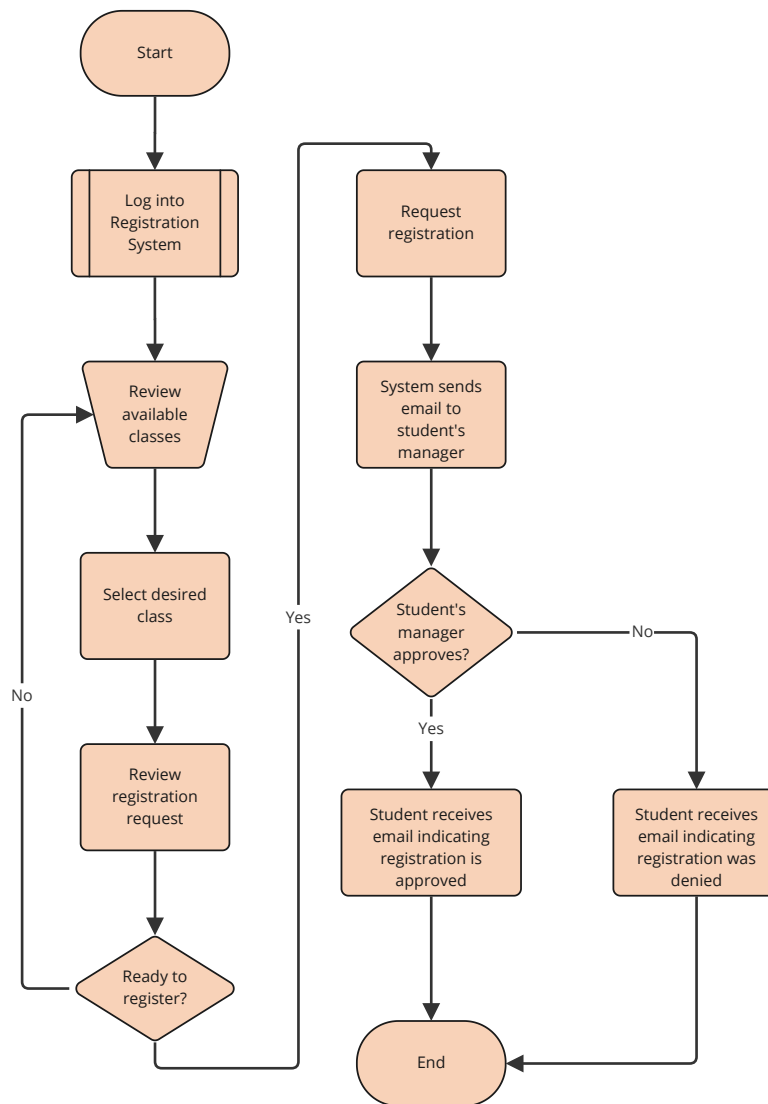 Start
Log into
Registration
System
Review
available
classes
Select desired
class
No
Review
registration
request
Ready to
register?
Yes
Request
registration
System sends
email to
student's
manager
Student's
manager
approves?
No
Yes
Student receives
email indicating
registration is
approved
Student receives
email indicating
registration was
denied
End